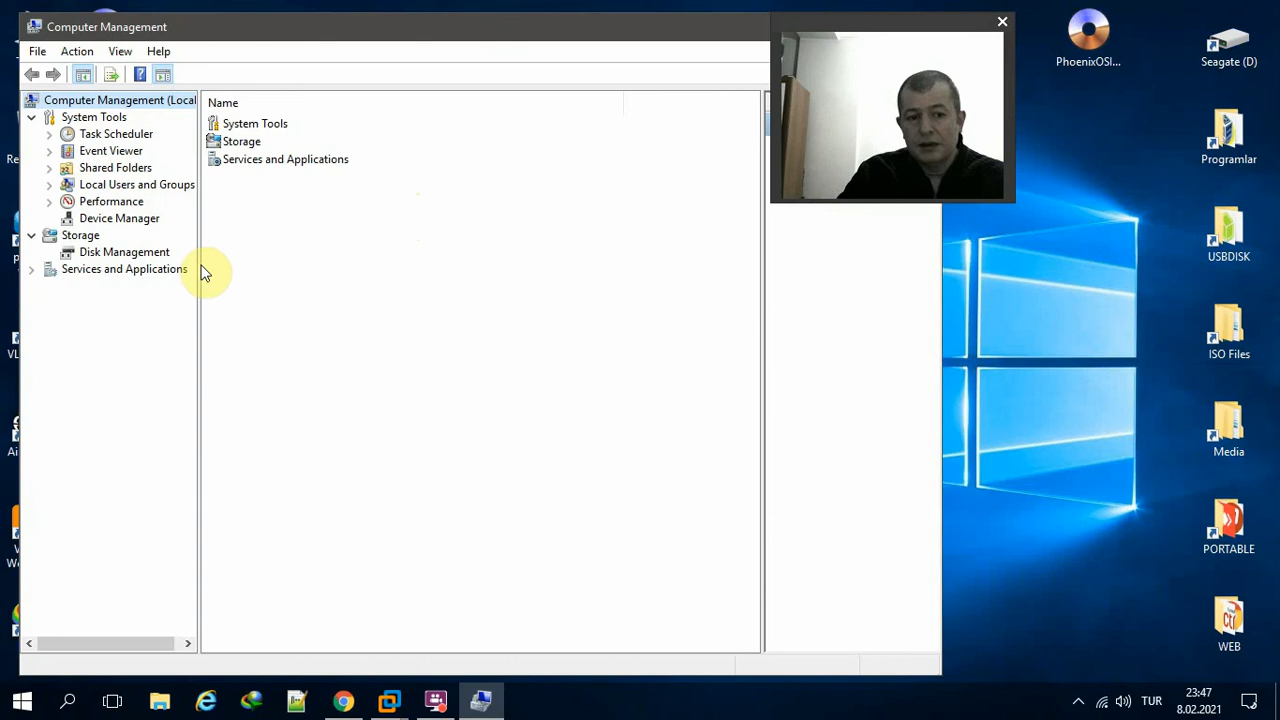 Computer Management
File Action View Help
Computer Management (Local
System Tools
Task Scheduler
Event Viewer
Shared Folders
Local Users and Groups
Performance
Device Manager
Storage
Disk Management
Services and Applications
Name
System Tools
Storage
Services and Applications
PhoenixOSI...
Seagate (D)
Programlar
USBDISK
ISO Files
Media
PORTABLE
WEB
TUR
23:47
8.02.2021